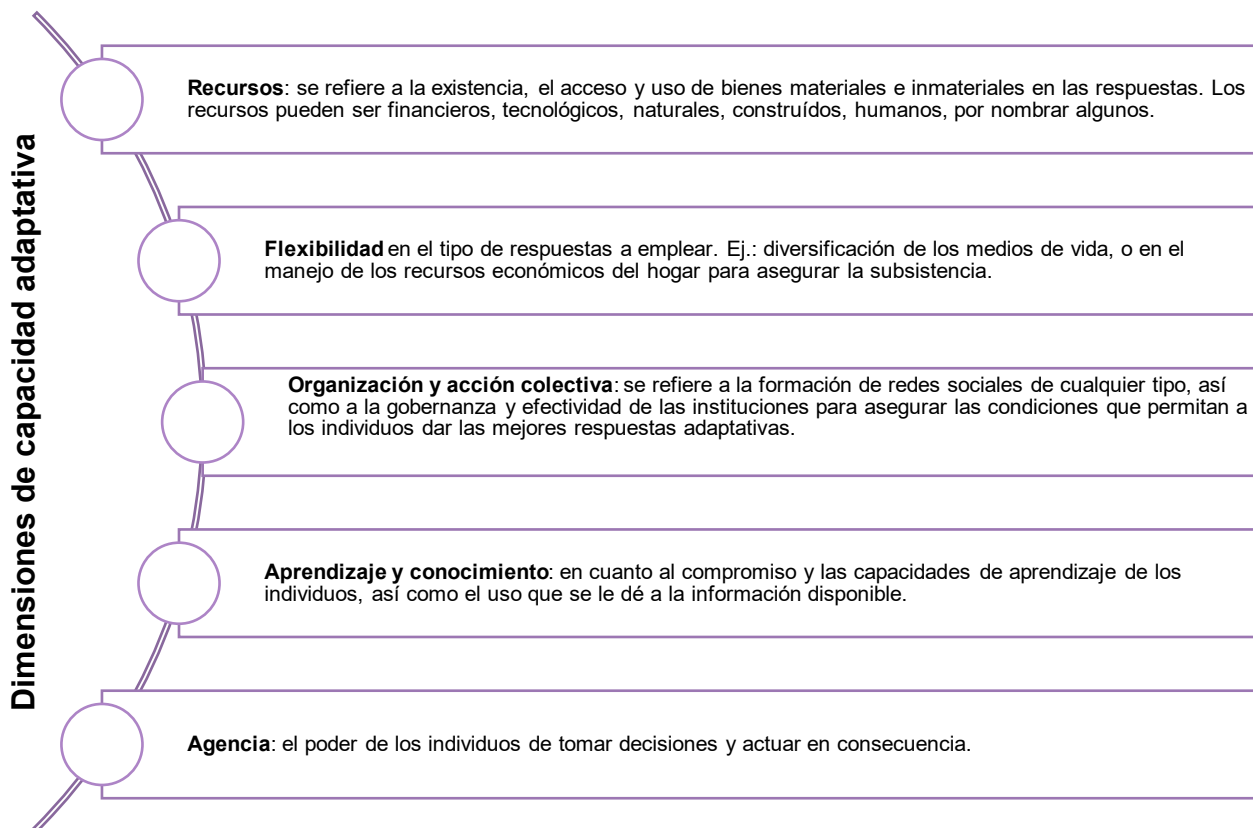 Dimensiones de capacidad adaptativa
Recursos: se refiere a la existencia, el acceso y uso de bienes materiales e inmateriales en las respuestas. Los
recursos pueden ser financieros, tecnológicos, naturales, construídos, humanos, por nombrar algunos.
Flexibilidad en el tipo de respuestas a emplear. Ej.: diversificación de los medios de vida, o en el
manejo de los recursos económicos del hogar para asegurar la subsistencia.
Organización y acción colectiva: se refiere a la formación de redes sociales de cualquier tipo, así
como a la gobernanza y efectividad de las instituciones para asegurar las condiciones que permitan a
los individuos dar las mejores respuestas adaptativas.
Aprendizaje y conocimiento: en cuanto al compromiso y las capacidades de aprendizaje de los
individuos, así como el uso que se le dé a la información disponible.
Agencia: el poder de los individuos de tomar decisiones y actuar en consecuencia.